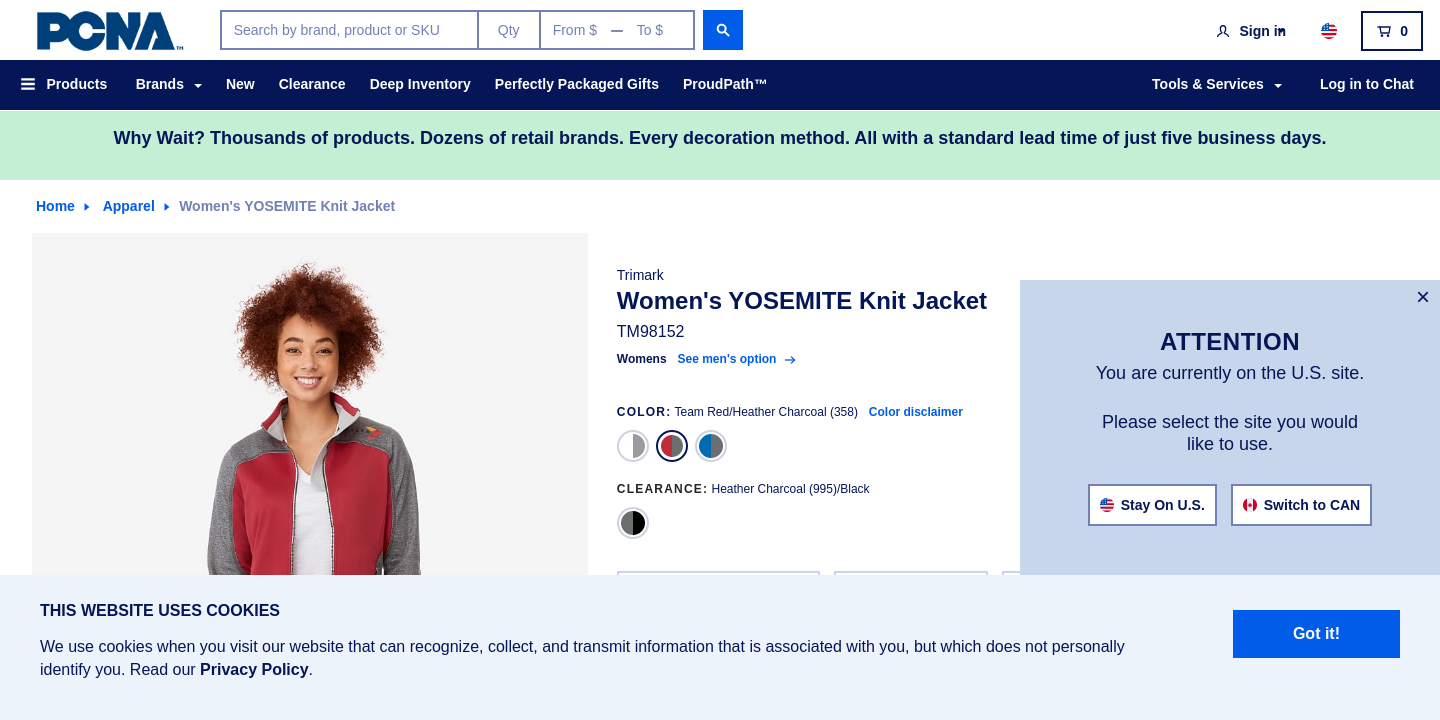 PCNA™
Search by brand, product or SKU
Qty
From $ — To $
Sign in
0
Products
Brands
New
Clearance
Deep Inventory
Perfectly Packaged Gifts
ProudPath™
Tools & Services
Log in to Chat
Why Wait? Thousands of products. Dozens of retail brands. Every decoration method. All with a standard lead time of just five business days.
Home
Apparel
Women's YOSEMITE Knit Jacket
Trimark
Women's YOSEMITE Knit Jacket
TM98152
Womens See men's option
COLOR: Team Red/Heather Charcoal (358) Color disclaimer
CLEARANCE: Heather Charcoal (995)/Black
ATTENTION
You are currently on the U.S. site.
Please select the site you would
like to use.
Stay On U.S.
Switch to CAN
THIS WEBSITE USES COOKIES
We use cookies when you visit our website that can recognize, collect, and transmit information that is associated with you, but which does not personally
identify you. Read our Privacy Policy.
Got it!